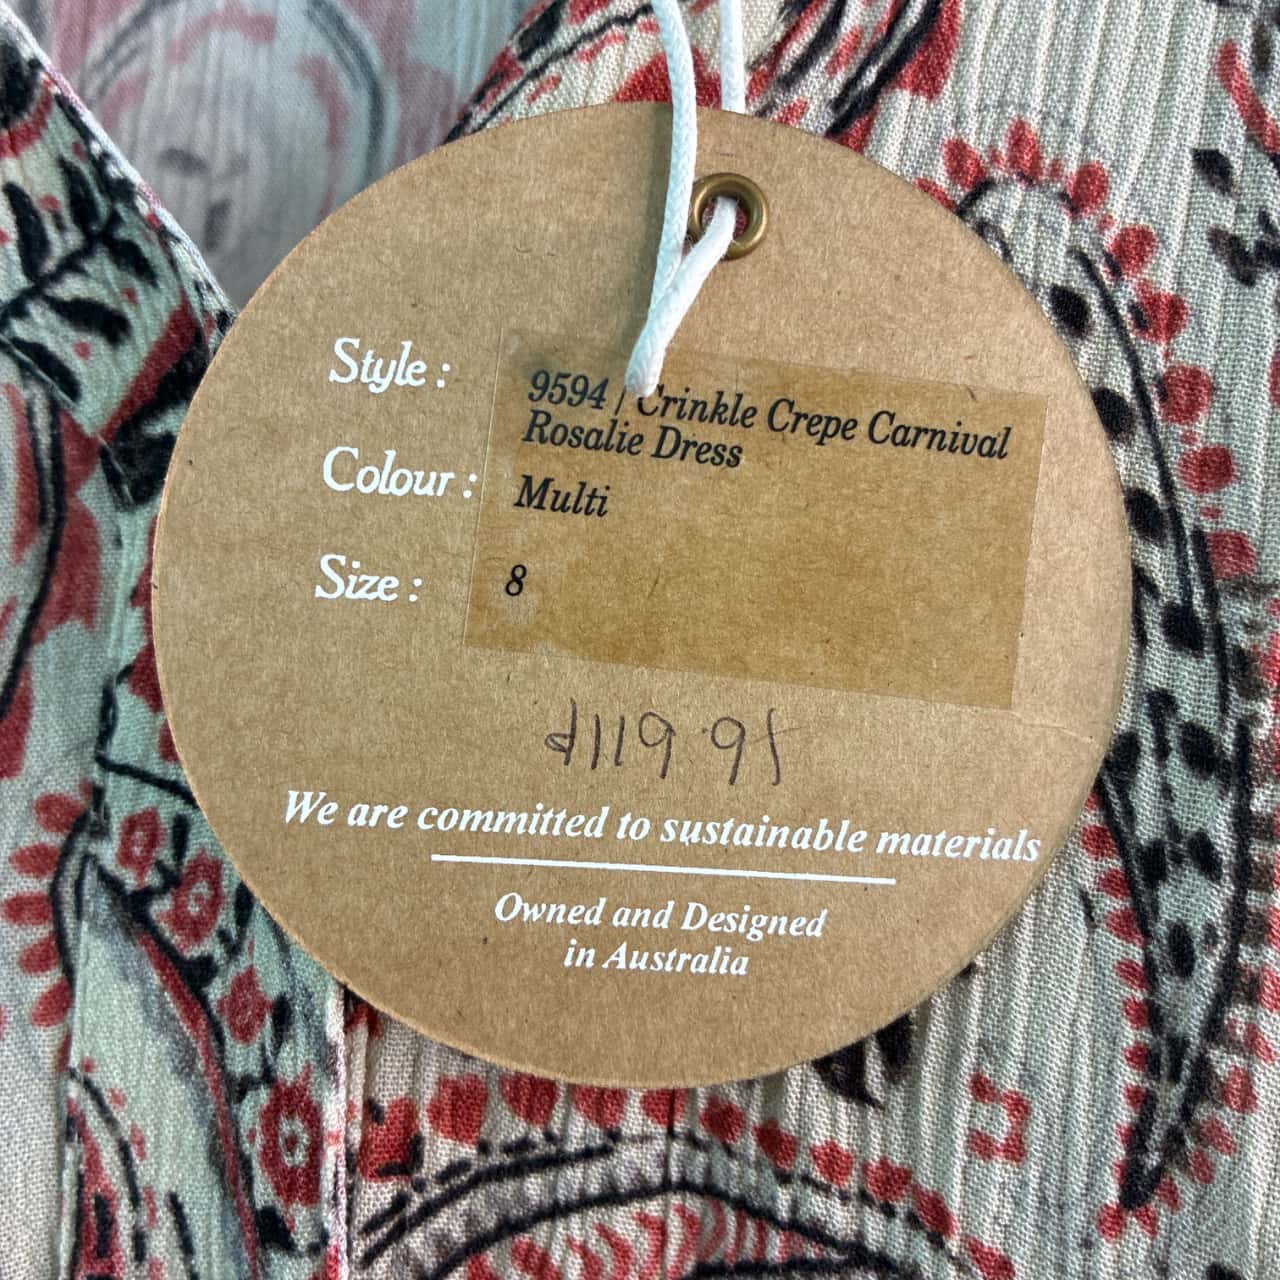 Style : 9594 / Crinkle Crepe Carnival
Rosalie Dress
Colour : Multi
Size : 8
We are committed to sustainable materials
Owned and Designed
in Australia